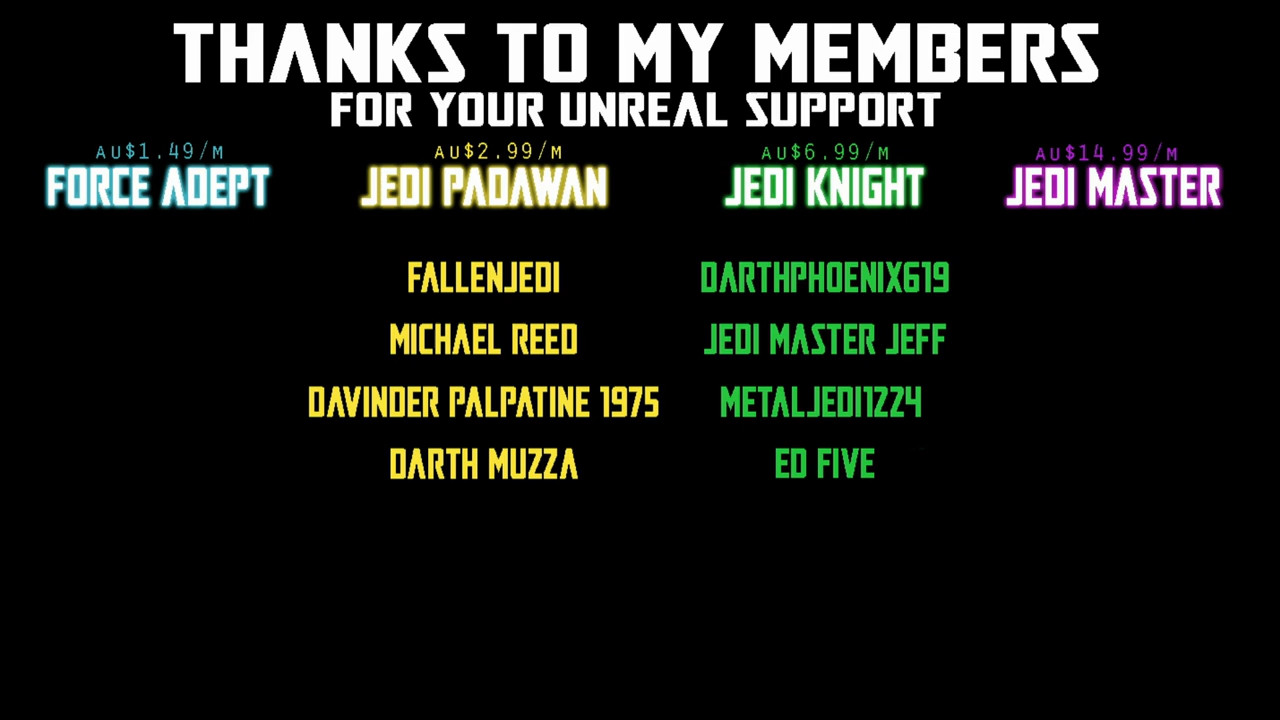 THANKS TO MY MEMBERS
FOR YOUR UNREAL SUPPORT
AU$1.49/M AU$2.99/M AU$6.99/M AU$14.99/M
FORCE ADEPT JEDI PADAWAN JEDI KNIGHT JEDI MASTER
FALLENJEDI DARTHPHOENIX619
MICHAEL REED JEDI MASTER JEFF
DAVINDER PALPATINE 1975 METALJEDI1224
DARTH MUZZA ED FIVE